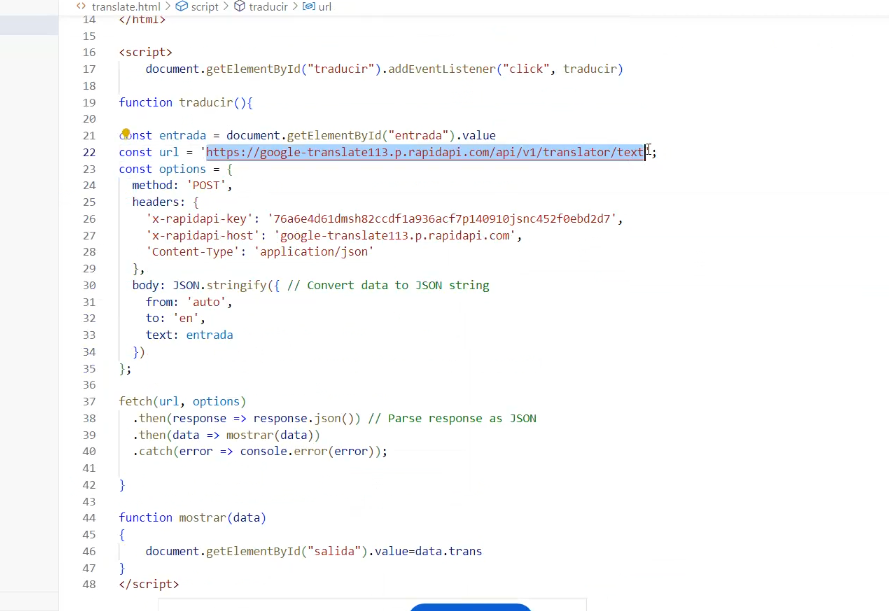 translate.html > script > traducir > url
14 </html>
15
16 <script>
17 document.getElementById("traducir").addEventListener("click", traducir)
18
19 function traducir(){
20
21 const entrada = document.getElementById("entrada").value
22 const url = 'https://google-translate113.p.rapidapi.com/api/v1/translator/text';
23 const options = {
24 method: 'POST',
25 headers: {
26 'x-rapidapi-key': '76a6e4d61dmsh82ccdf1a936acf7p140910jsnc452f0ebd2d7',
27 'x-rapidapi-host': 'google-translate113.p.rapidapi.com',
28 'Content-Type': 'application/json'
29 },
30 body: JSON.stringify({ // Convert data to JSON string
31 from: 'auto',
32 to: 'en',
33 text: entrada
34 })
35 };
36
37 fetch(url, options)
38 .then(response => response.json()) // Parse response as JSON
39 .then(data => mostrar(data))
40 .catch(error => console.error(error));
41
42 }
43
44 function mostrar(data)
45 {
46 document.getElementById("salida").value=data.trans
47 }
48 </script>